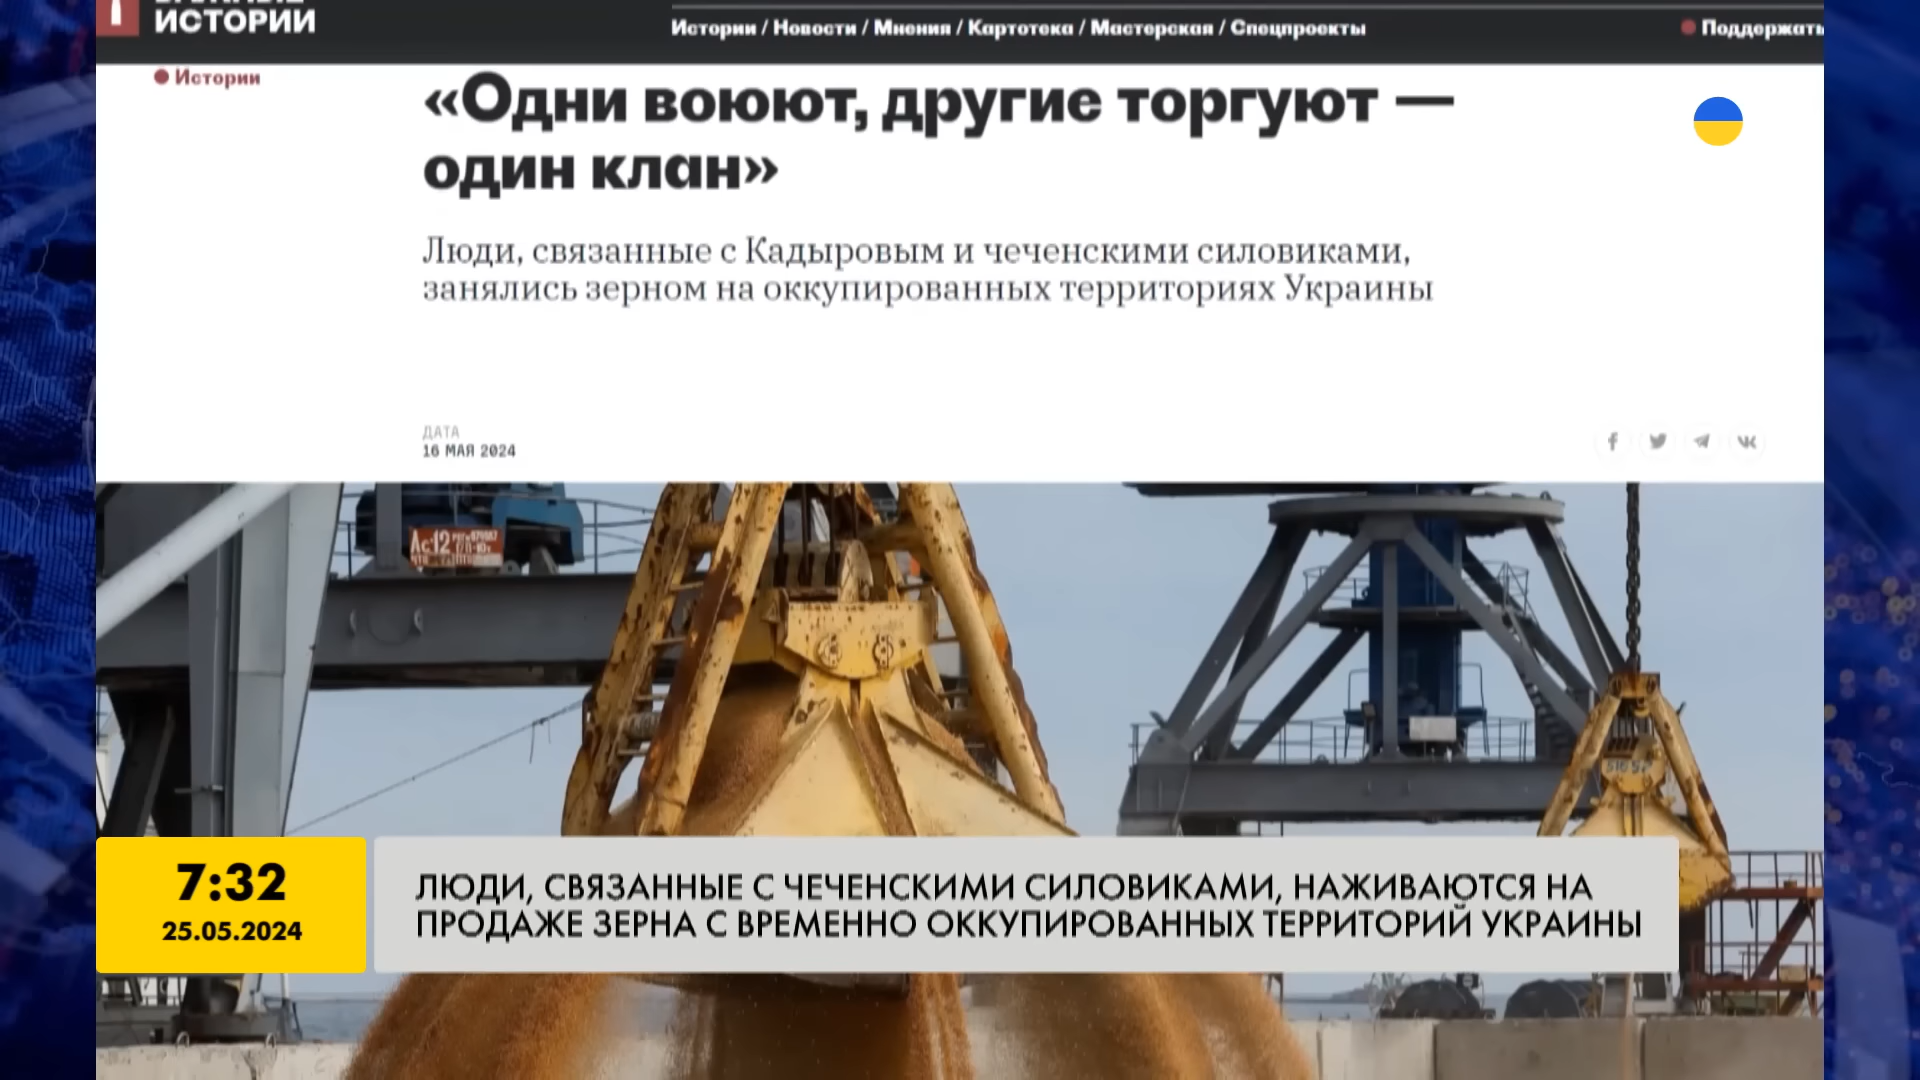 ИСТОРИИ
Истории / Новости / Мнения / Картотека / Мастерская / Спецпроекты
Поддержать
Истории
«Одни воюют, другие торгуют —
один клан»
Люди, связанные с Кадыровым и чеченскими силовиками,
занялись зерном на оккупированных территориях Украины
ДАТА
16 МАЯ 2024
Ас12
7:32
25.05.2024
ЛЮДИ, СВЯЗАННЫЕ С ЧЕЧЕНСКИМИ СИЛОВИКАМИ, НАЖИВАЮТСЯ НА
ПРОДАЖЕ ЗЕРНА С ВРЕМЕННО ОККУПИРОВАННЫХ ТЕРРИТОРИЙ УКРАИНЫ